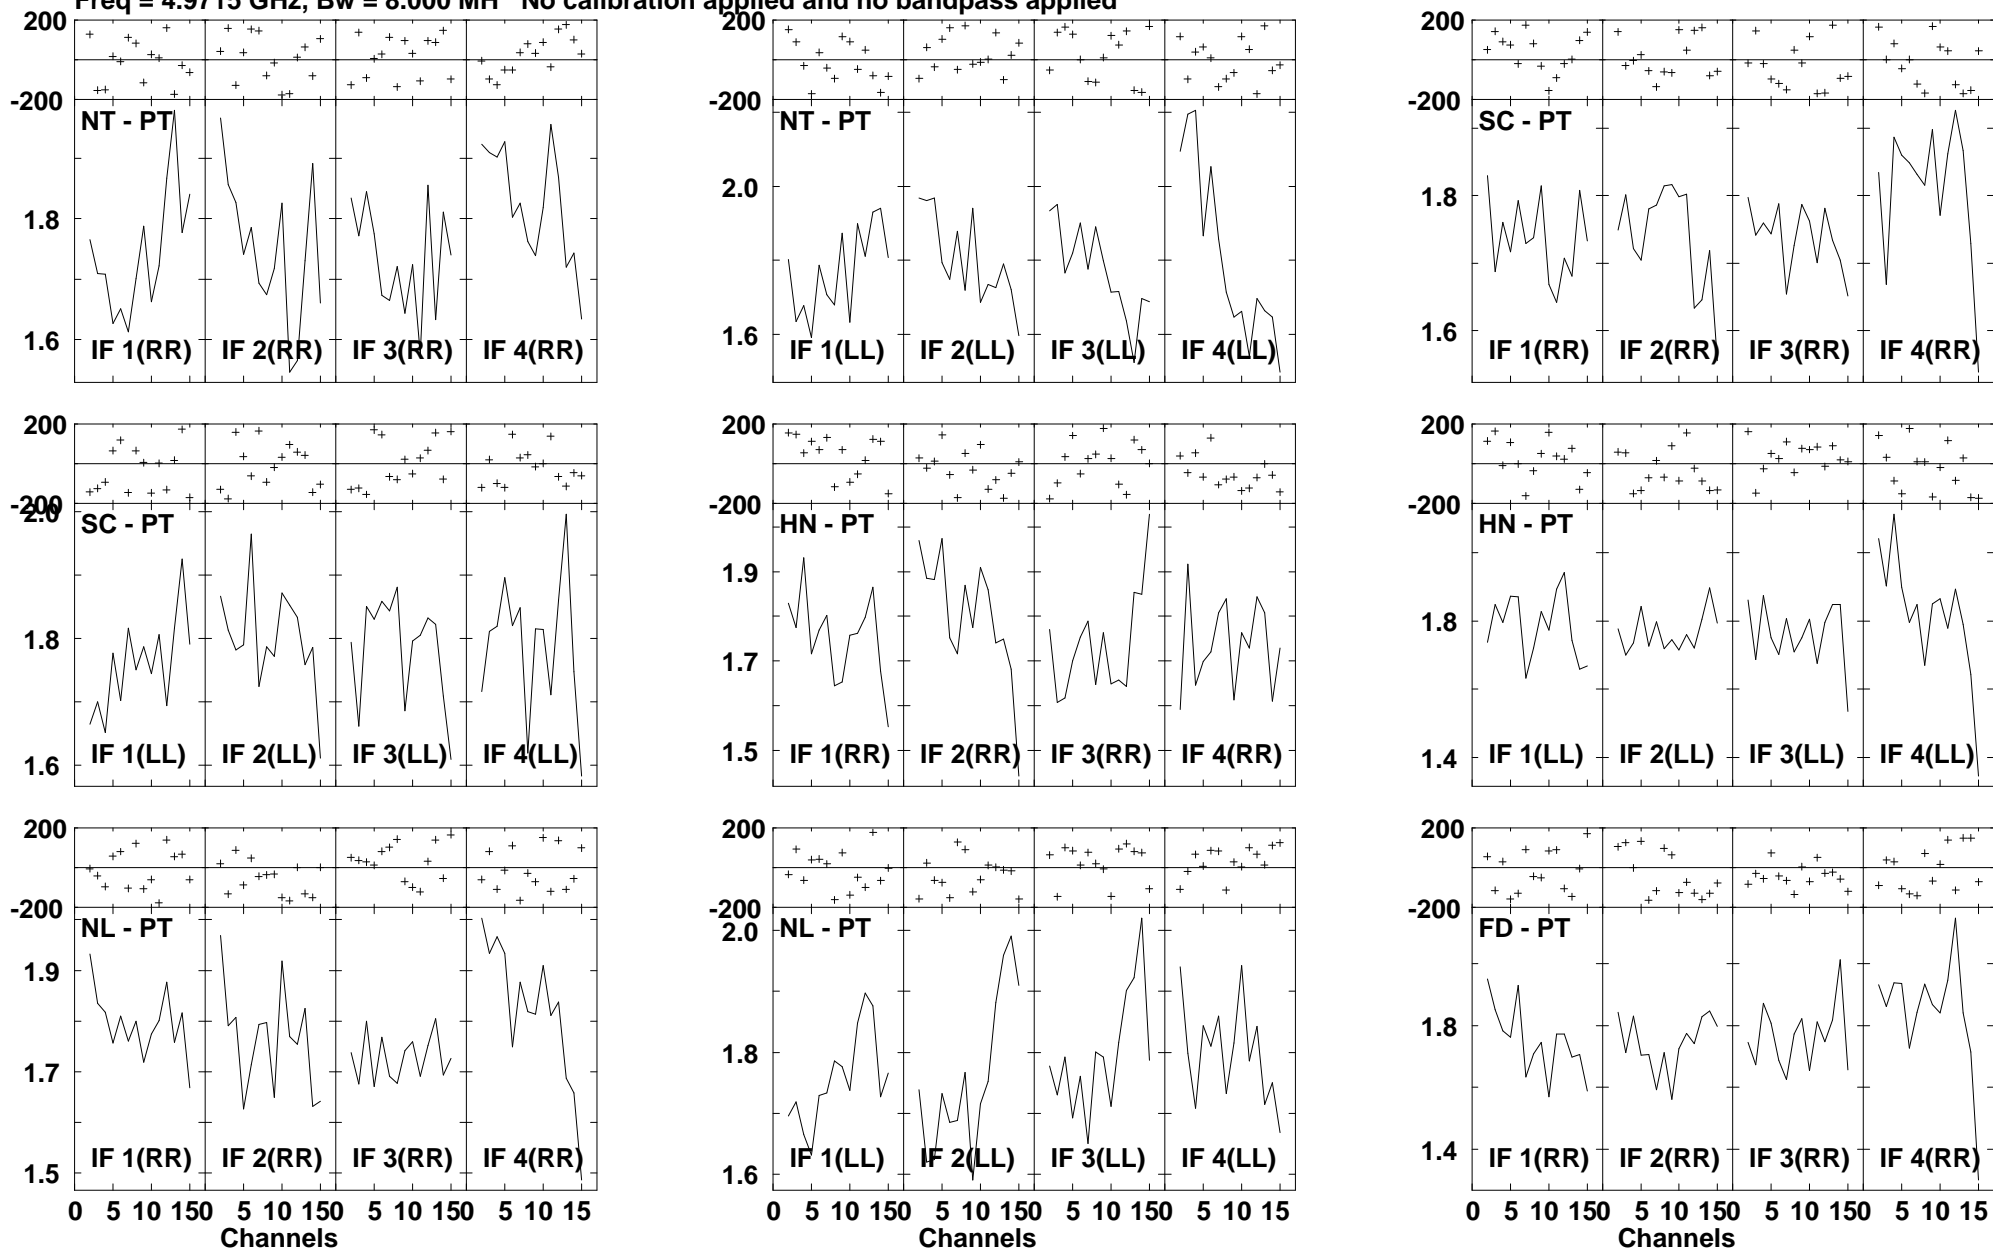 Freq = 4.9715 GHz, Bw = 8.000 MH No calibration applied and no bandpass applied
200 200 200
-200 -200 -200
NT - PT NT - PT SC - PT
2.0
1.8 1.8
1.6 1.6 1.6
IF 1(RR) IF 2(RR) IF 3(RR) IF 4(RR) IF 1(LL) IF 2(LL) IF 3(LL) IF 4(LL) IF 1(RR) IF 2(RR) IF 3(RR) IF 4(RR)
200 200 200
-200 -200 -200
2.0
SC - PT HN - PT HN - PT
1.9
1.8 1.8
1.7
IF 1(LL) IF 2(LL) IF 3(LL) IF 4(LL) IF 1(RR) IF 2(RR) IF 3(RR) IF 4(RR) IF 1(LL) IF 2(LL) IF 3(LL) IF 4(LL)
1.6 1.5 1.4
200 200 200
-200 -200 -200
NL - PT NL - PT FD - PT
2.0
1.9
1.8 1.8
1.7
IF 1(RR) IF 2(RR) IF 3(RR) IF 4(RR) IF 1(LL) IF 2(LL) IF 3(LL) IF 4(LL) IF 1(RR) IF 2(RR) IF 3(RR) IF 4(RR)
1.5 1.6 1.4
0 5 10 150 5 10 150 5 10 150 5 10 15 0 5 10 150 5 10 150 5 10 150 5 10 15 0 5 10 150 5 10 150 5 10 150 5 10 15
Channels Channels Channels